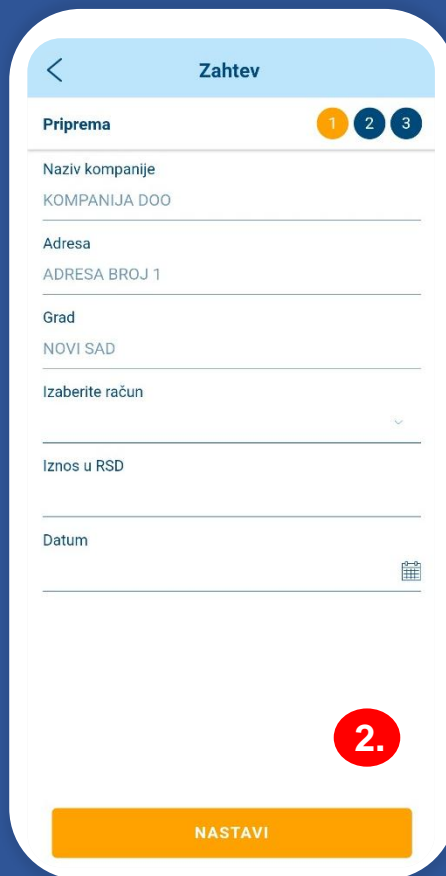 Zahtev
Priprema 1 2 3
Naziv kompanije
KOMPANIJA DOO
Adresa
ADRESA BROJ 1
Grad
NOVI SAD
Izaberite račun
Iznos u RSD
Datum
2.
NASTAVI